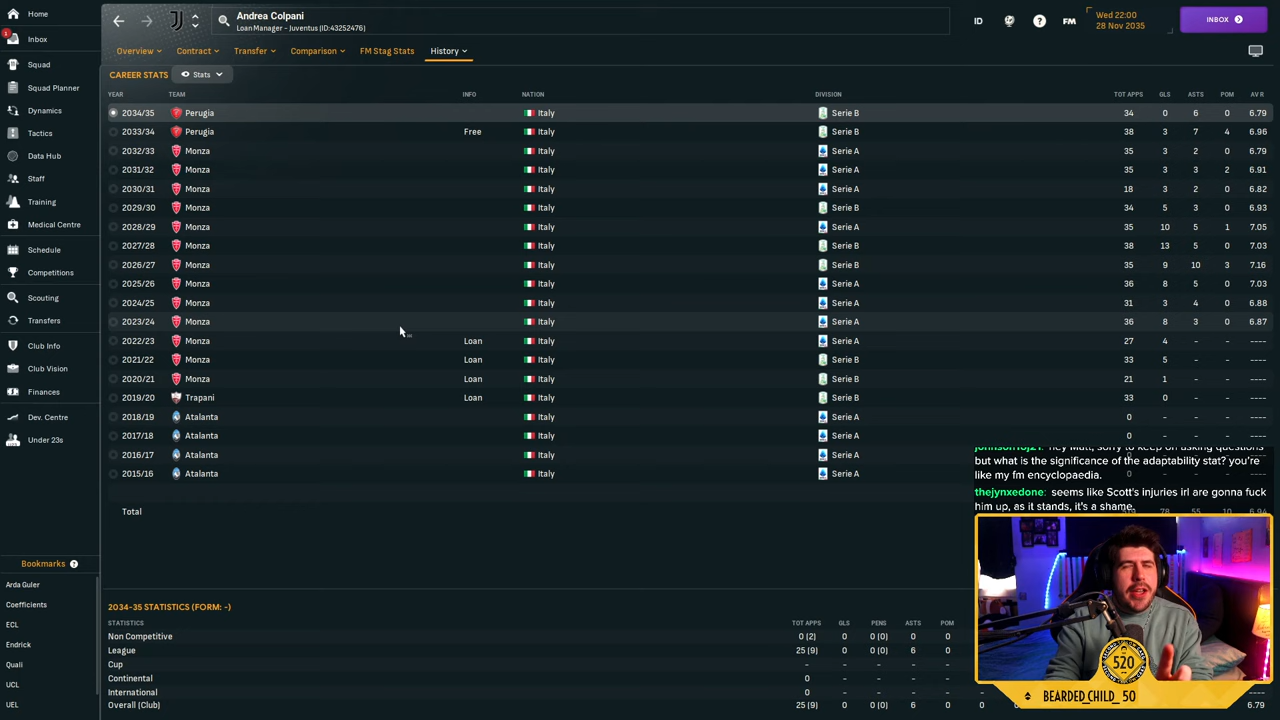 Home
Inbox
Squad
Squad Planner
Dynamics
Tactics
Data Hub
Staff
Training
Medical Centre
Schedule
Competitions
Scouting
Transfers
Club Info
Club Vision
Finances
Dev. Centre
Under 23s
Bookmarks ?
Arda Guler
Coefficients
ECL
Endrick
Quali
UCL
UEL
Andrea Colpani
Loan Manager - Juventus (ID:43252476)
ID
?
FM
Wed 22:00
28 Nov 2035
INBOX
Overview Contract Transfer Comparison FM Stag Stats History
CAREER STATS Stats
YEAR TEAM INFO NATION DIVISION TOT APPS GLS ASTS POM AV R
2034/35 Perugia Italy Serie B 34 0 6 0 6.79
2033/34 Perugia Free Italy Serie B 38 3 7 4 6.96
2032/33 Monza Italy Serie A 35 3 2 0 6.79
2031/32 Monza Italy Serie A 35 3 3 2 6.91
2030/31 Monza Italy Serie A 18 3 2 0 6.82
2029/30 Monza Italy Serie B 34 5 3 0 6.93
2028/29 Monza Italy Serie A 35 10 5 1 7.05
2027/28 Monza Italy Serie B 38 13 5 0 7.03
2026/27 Monza Italy Serie B 35 9 10 3 7.16
2025/26 Monza Italy Serie A 36 8 5 0 7.03
2024/25 Monza Italy Serie A 31 3 4 0 6.88
2023/24 Monza Italy Serie A 36 8 3 0 6.87
2022/23 Monza Loan Italy Serie A 27 4 - - ----
2021/22 Monza Loan Italy Serie B 33 5 - - ----
2020/21 Monza Loan Italy Serie B 21 1 - - ----
2019/20 Trapani Loan Italy Serie B 33 0 - - ----
2018/19 Atalanta Italy Serie A 0 - - - ----
2017/18 Atalanta Italy Serie A 0 - - - ----
2016/17 Atalanta Italy Serie A
2015/16 Atalanta Italy Serie A
Total 78 55 10 6.94
hey Matt, sorry to keep on asking questions
but what is the significance of the adaptability stat? you're
like my fm encyclopaedia.
thejynxedone: seems like Scott's injuries irl are gonna fuck
him up, as it stands, it's a shame.
520
BEARDED_CHILD_ 50
2034-35 STATISTICS (FORM: -)
STATISTICS TOT APPS GLS PENS ASTS POM
Non Competitive 0 (2) 0 0 (0) 0 0
League 25 (9) 0 0 (0) 6 0
Cup - - - - -
Continental 0 - - - -
International 0 - - - -
Overall (Club) 25 (9) 0 0 (0) 6 0 6.79